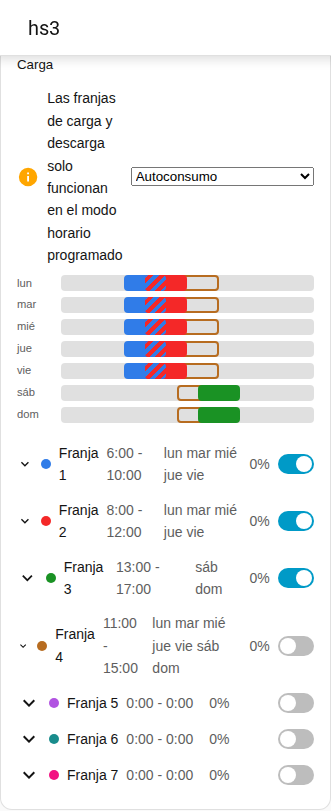 hs3
Carga
Las franjas
de carga y
descarga
solo
funcionan
en el modo
horario
programado
Autoconsumo
lun
mar
mié
jue
vie
sáb
dom
Franja 1 6:00 - 10:00 lun mar mié jue vie 0%
Franja 2 8:00 - 12:00 lun mar mié jue vie 0%
Franja 3 13:00 - 17:00 sáb dom 0%
Franja 4 11:00 - 15:00 lun mar mié jue vie sáb dom 0%
Franja 5 0:00 - 0:00 0%
Franja 6 0:00 - 0:00 0%
Franja 7 0:00 - 0:00 0%